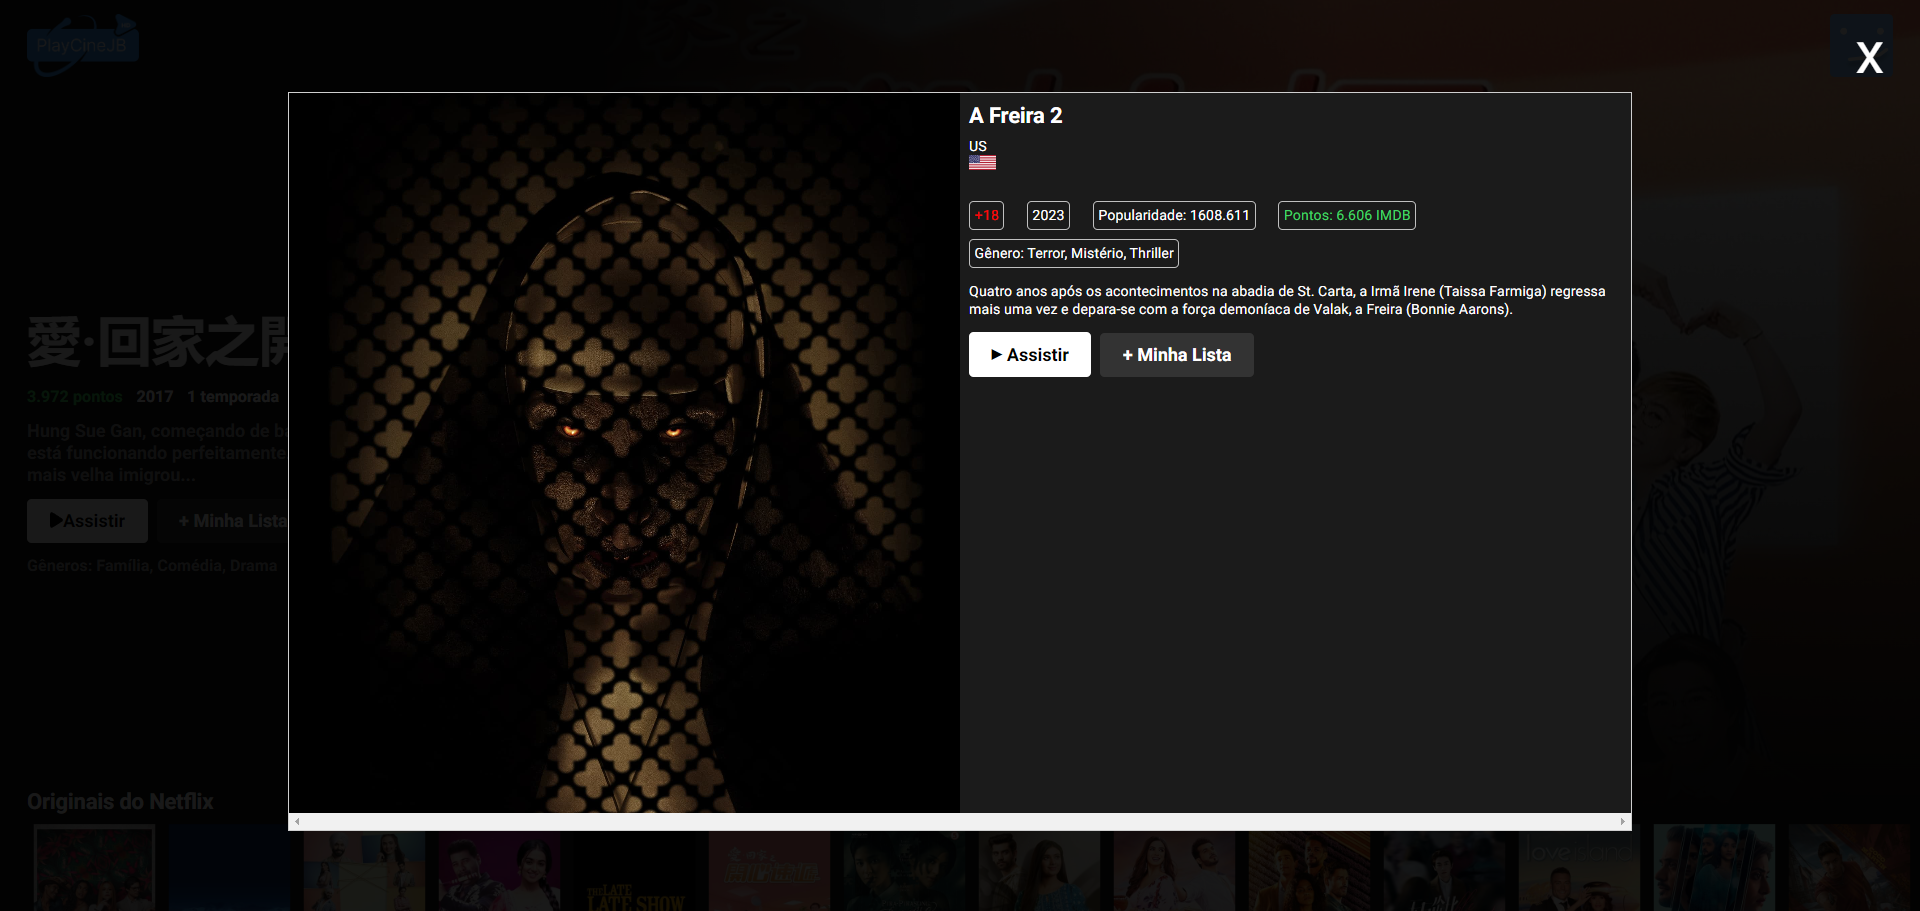 PlayCineJB
X
A Freira 2
US
+18
2023
Popularidade: 1608.611
Pontos: 6.606 IMDB
Gênero: Terror, Mistério, Thriller
Quatro anos após os acontecimentos na abadia de St. Carta, a Irmã Irene (Taissa Farmiga) regressa
mais uma vez e depara-se com a força demoníaca de Valak, a Freira (Bonnie Aarons).
Assistir
+ Minha Lista
愛·回家之開
3.972 pontos 2017 1 temporada
Hung Sue Gan, começando de
está funcionando perfeitamente
mais velha imigrou...
Assistir
+ Minha Lista
Gêneros: Família, Comédia, Drama
Originais do Netflix
THE LATE
LATE SHOW
love island